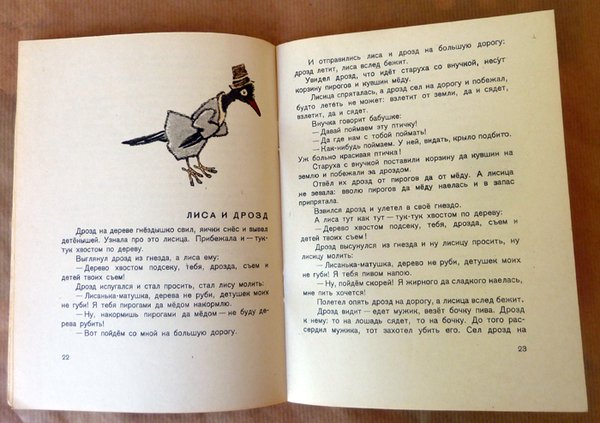 ЛИСА И ДРОЗД
Дрозд на дереве гнёздышко свил, яички снёс и вывел
детёнышей. Узнала про это лисица. Прибежала и — тук-
тук хвостом по дереву.
Выглянул дрозд из гнезда, а лиса ему:
— Дерево хвостом подсеку, тебя, дрозда, съем и
детей твоих съем!
Дрозд испугался и стал просить, стал лису молить:
— Лисанька-матушка, дерева не руби, детушек моих
не губи! Я тебя пирогами да мёдом накормлю.
— Ну, накормишь пирогами да мёдом — не буду де-
рева рубить!
— Вот пойдём со мной на большую дорогу.
22
И отправились лиса и дрозд на большую дорогу:
дрозд летит, лиса вслед бежит.
Увидел дрозд, что идёт старуха со внучкой, несут
корзину пирогов и кувшин мёду.
Лисица спряталась, а дрозд сел на дорогу и побежал,
будто лететь не может: взлетит от земли, да и сядет,
взлетит, да и сядет.
Внучка говорит бабушке:
— Давай поймаем эту птичку!
— Да где нам с тобой поймать!
— Как-нибудь поймаем. У ней, видать, крыло подбито.
Уж больно красивая птичка!
Старуха с внучкой поставили корзину да кувшин на
землю и побежали за дроздом.
Отвёл их дрозд от пирогов да от мёду. А лисица
не зевала: вволю пирогов да мёду наелась и в запас
припрятала.
Взвился дрозд и улетел в своё гнездо.
А лиса тут как тут — тук-тук хвостом по дереву:
— Дерево хвостом подсеку, тебя, дрозда, съем и
детей твоих съем!
Дрозд высунулся из гнезда и ну лисицу просить, ну
лисицу молить:
— Лисанька-матушка, дерево не руби, детушек моих
не губи! Я тебя пивом напою.
— Ну, пойдём скорей! Я жирного да сладкого наелась,
мне пить хочется!
Полетел опять дрозд на дорогу, а лисица вслед бежит.
Дрозд видит — едет мужик, везёт бочку пива. Дрозд
к нему: то на лошадь сядет, то на бочку. До того рас-
сердил мужика, тот захотел убить его. Сел дрозд на
23